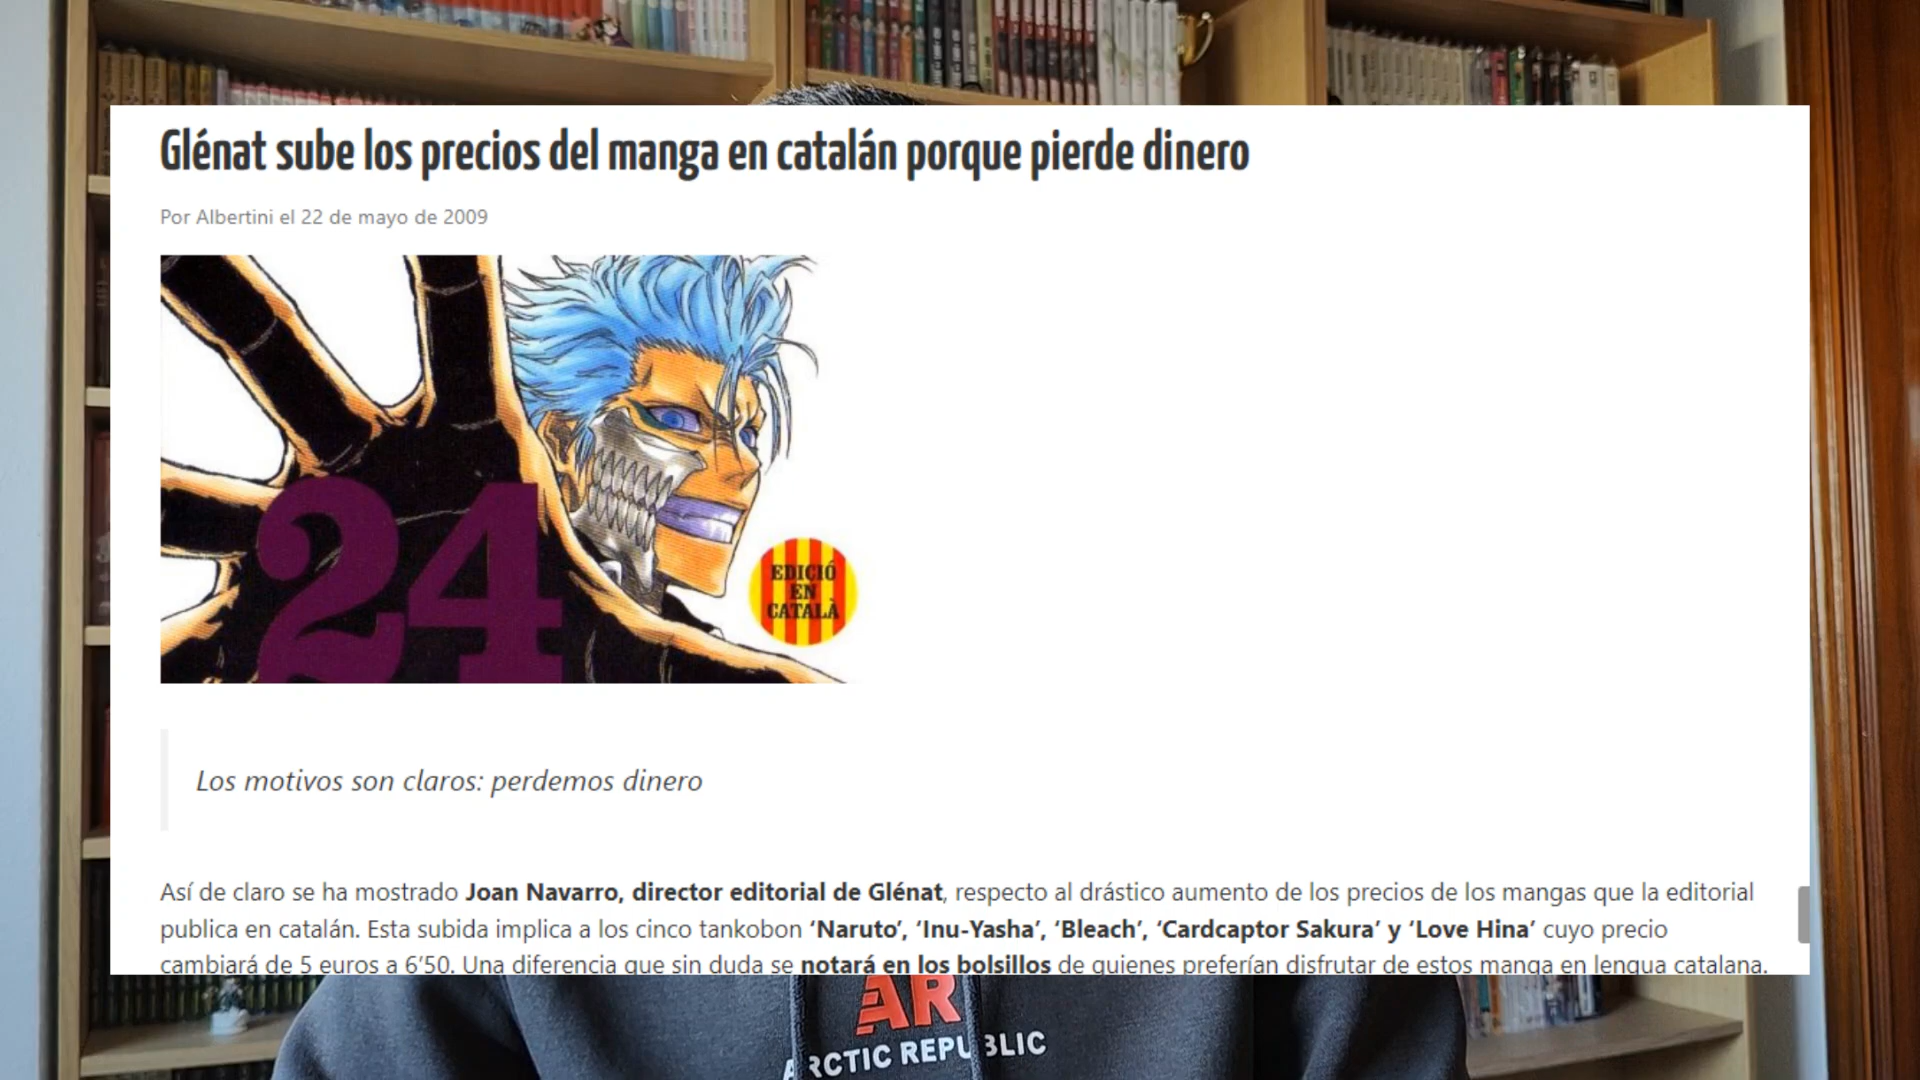 Glénat sube los precios del manga en catalán porque pierde dinero
Por Albertini el 22 de mayo de 2009
24
EDICIÓ
EN
CATALÀ
Los motivos son claros: perdemos dinero
Así de claro se ha mostrado Joan Navarro, director editorial de Glénat, respecto al drástico aumento de los precios de los mangas que la editorial
publica en catalán. Esta subida implica a los cinco tankobon ‘Naruto’, ‘Inu-Yasha’, ‘Bleach’, ‘Cardcaptor Sakura’ y ‘Love Hina’ cuyo precio
cambiará de 5 euros a 6’50. Una diferencia que sin duda se notará en los bolsillos de quienes preferían disfrutar de estos manga en lengua catalana.
AR
ARCTIC REPUBLIC